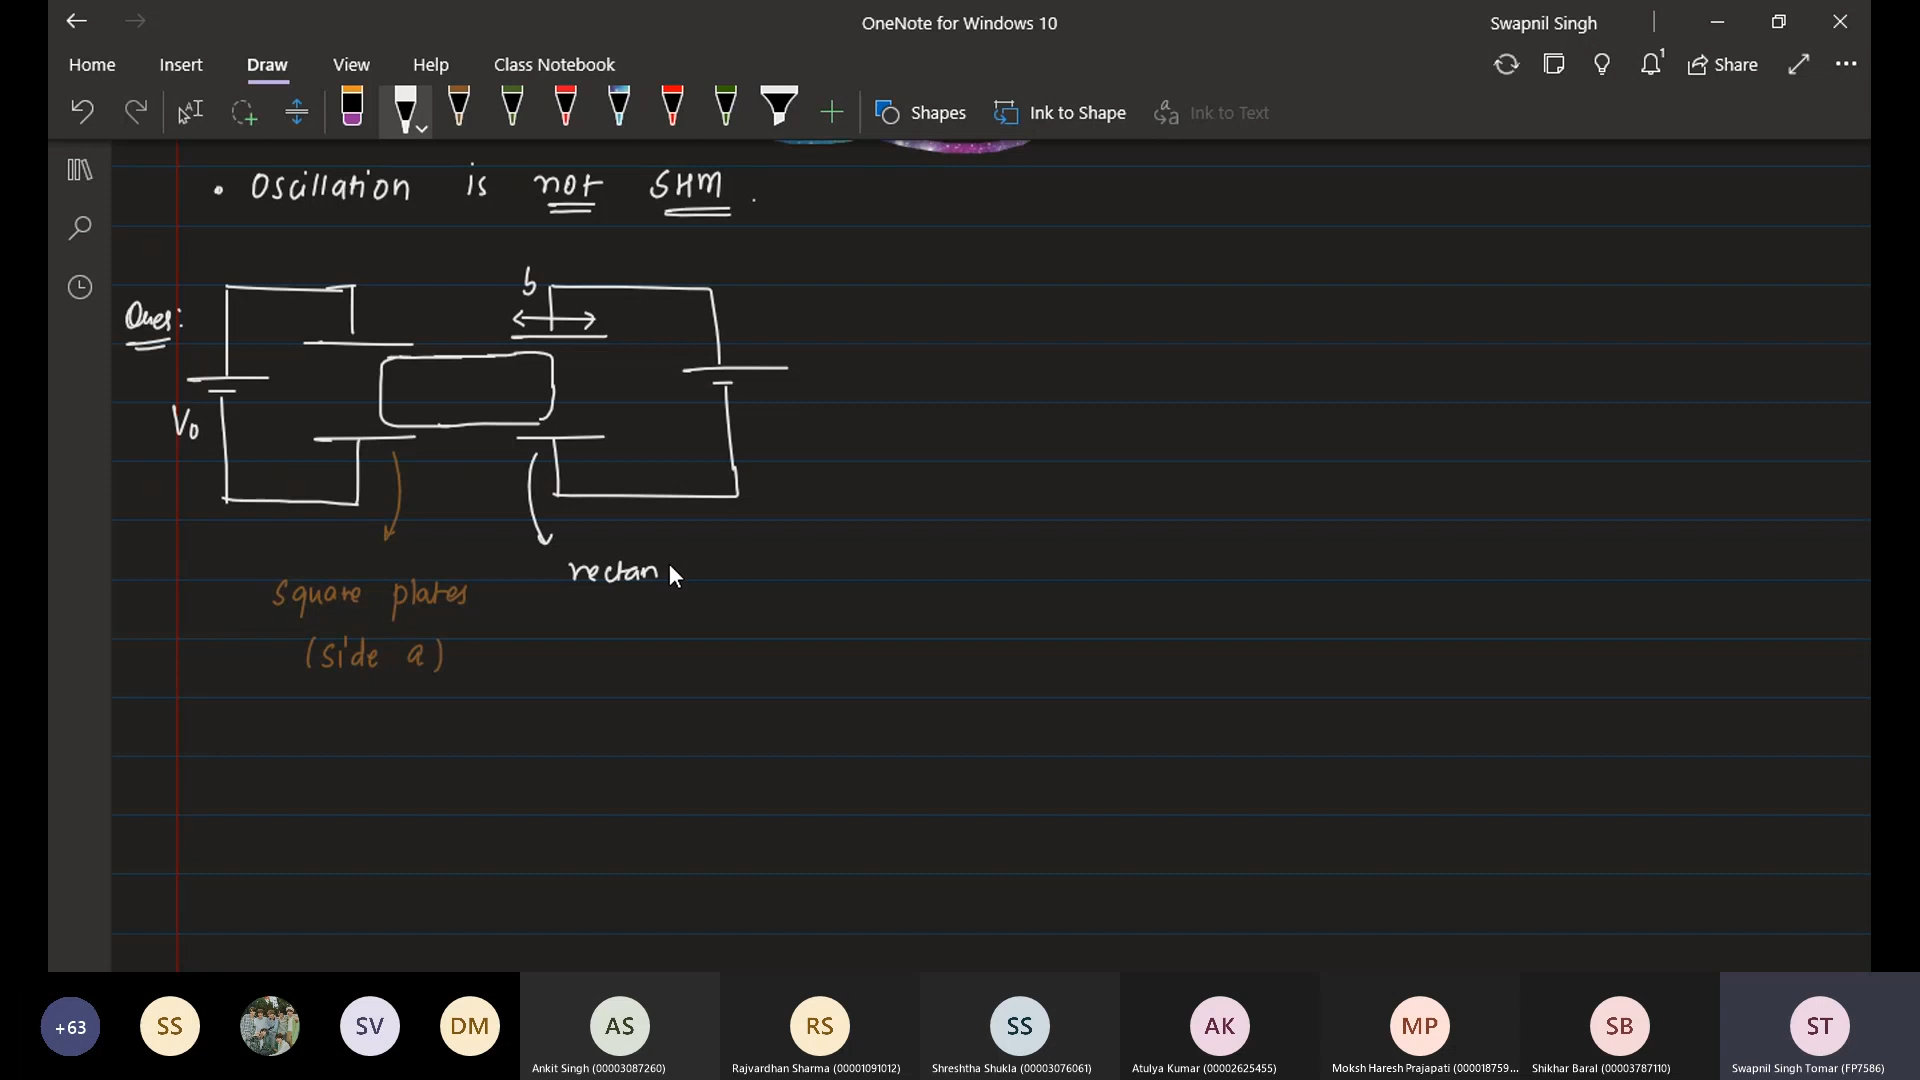 OneNote for Windows 10
Swapnil Singh
Home Insert Draw View Help Class Notebook
1 Share
Shapes Ink to Shape Ink to Text
• Oscillation is not SHM .
b
Ques:
V0
rectan
square plates
(side a)
+63 SS SV DM AS RS SS AK MP SB ST
Ankit Singh (00003087260) Rajvardhan Sharma (00001091012) Shreshtha Shukla (00003076061) Atulya Kumar (00002625455) Moksh Haresh Prajapati (000018759... Shikhar Baral (00003787110) Swapnil Singh Tomar (FP7586)